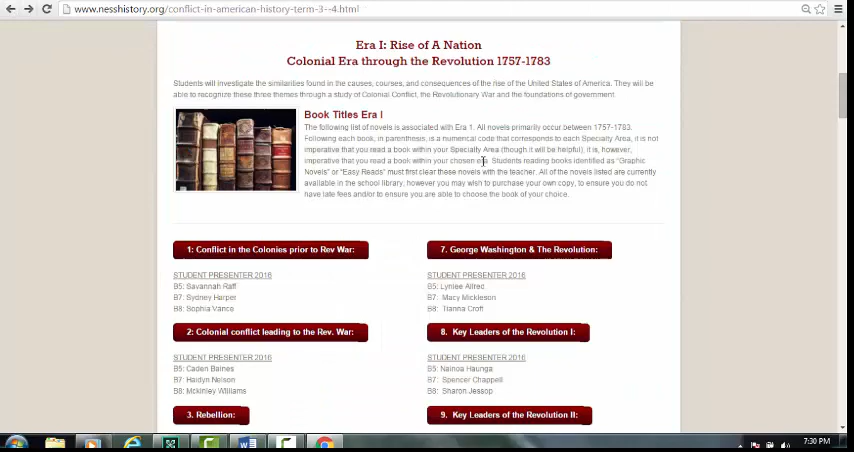 www.nesshistory.org/conflict-in-american-history-term-3--4.html
Era I: Rise of A Nation
Colonial Era through the Revolution 1757-1783
Students will investigate the similarities found in the causes, courses, and consequences of the rise of the United States of America. They will be
able to recognize these three themes through a study of Colonial Conflict, the Revolutionary War and the foundations of government.
Book Titles Era I
The following list of novels is associated with Era 1. All novels primarily occur between 1757-1783.
Following each book, in parenthesis, is a numerical code that corresponds to each Specialty Area, it is not
imperative that you read a book within your Specialty Area (though it will be helpful), it is, however,
imperative that you read a book within your chosen era. Students reading books identified as "Graphic
Novels" or "Easy Reads" must first clear these novels with the teacher. All of the novels listed are currently
available in the school library, however you may wish to purchase your own copy, to ensure you do not
have late fees and/or to ensure you are able to choose the book of your choice.
1: Conflict in the Colonies prior to Rev War:
STUDENT PRESENTER 2016
B5: Savannah Raff
B7: Sydney Harper
B8: Sophia Vance
2: Colonial conflict leading to the Rev. War:
STUDENT PRESENTER 2016
B5: Caden Baines
B7: Haidyn Nelson
B8: Mckinley Williams
3. Rebellion:
7. George Washington & The Revolution:
STUDENT PRESENTER 2016
B5: Lyniee Allred
B7: Macy Mickleson
B8: Tianna Croft
8. Key Leaders of the Revolution I:
STUDENT PRESENTER 2016
B5: Nainoa Haunga
B7: Spencer Chappell
B8: Sharon Jessop
9. Key Leaders of the Revolution II:
7:30 PM